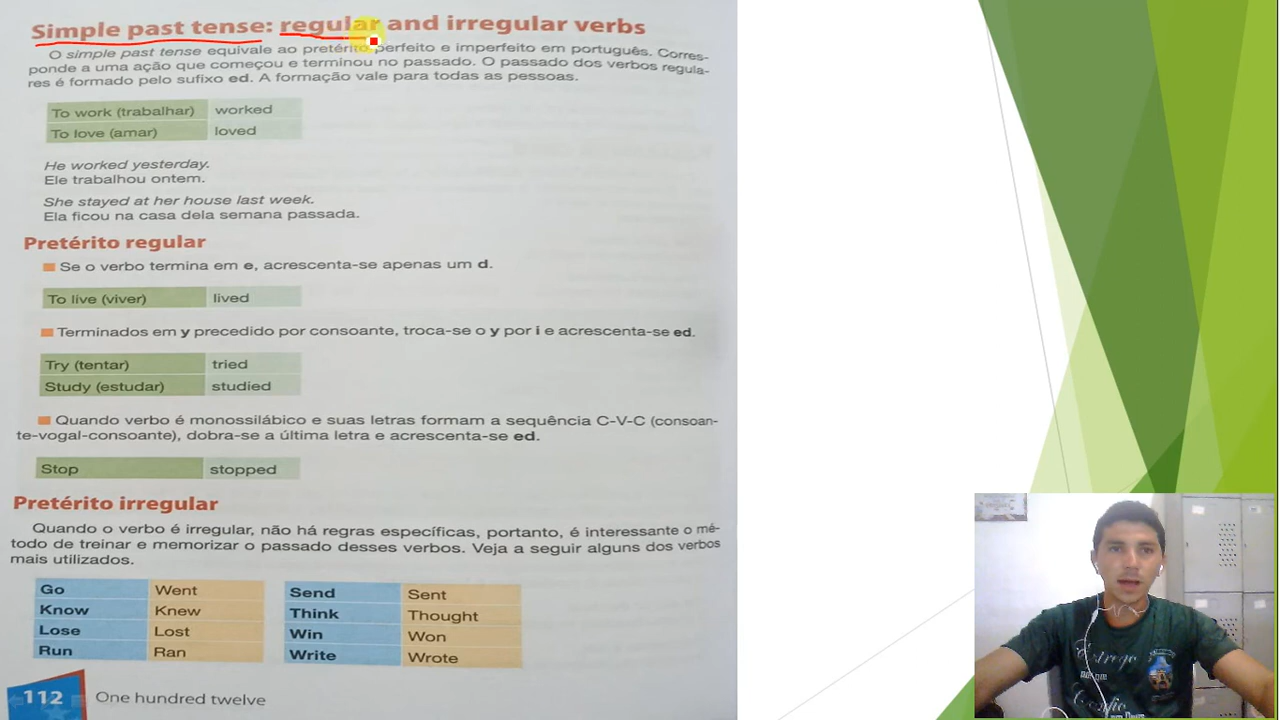 Simple past tense: regular and irregular verbs
O simple past tense equivale ao pretérito perfeito e imperfeito em português. Corres-
ponde a uma ação que começou e terminou no passado. O passado dos verbos regula-
res é formado pelo sufixo ed. A formação vale para todas as pessoas.
To work (trabalhar) worked
To love (amar) loved
He worked yesterday.
Ele trabalhou ontem.
She stayed at her house last week.
Ela ficou na casa dela semana passada.
Pretérito regular
Se o verbo termina em e, acrescenta-se apenas um d.
To live (viver) lived
Terminados em y precedido por consoante, troca-se o y por i e acrescenta-se ed.
Try (tentar) tried
Study (estudar) studied
Quando verbo é monossilábico e suas letras formam a sequência C-V-C (consoan-
te-vogal-consoante), dobra-se a última letra e acrescenta-se ed.
Stop stopped
Pretérito irregular
Quando o verbo é irregular, não há regras específicas, portanto, é interessante o mé-
todo de treinar e memorizar o passado desses verbos. Veja a seguir alguns dos verbos
mais utilizados.
Go Went Send Sent
Know Knew Think Thought
Lose Lost Win Won
Run Ran Write Wrote
112 One hundred twelve